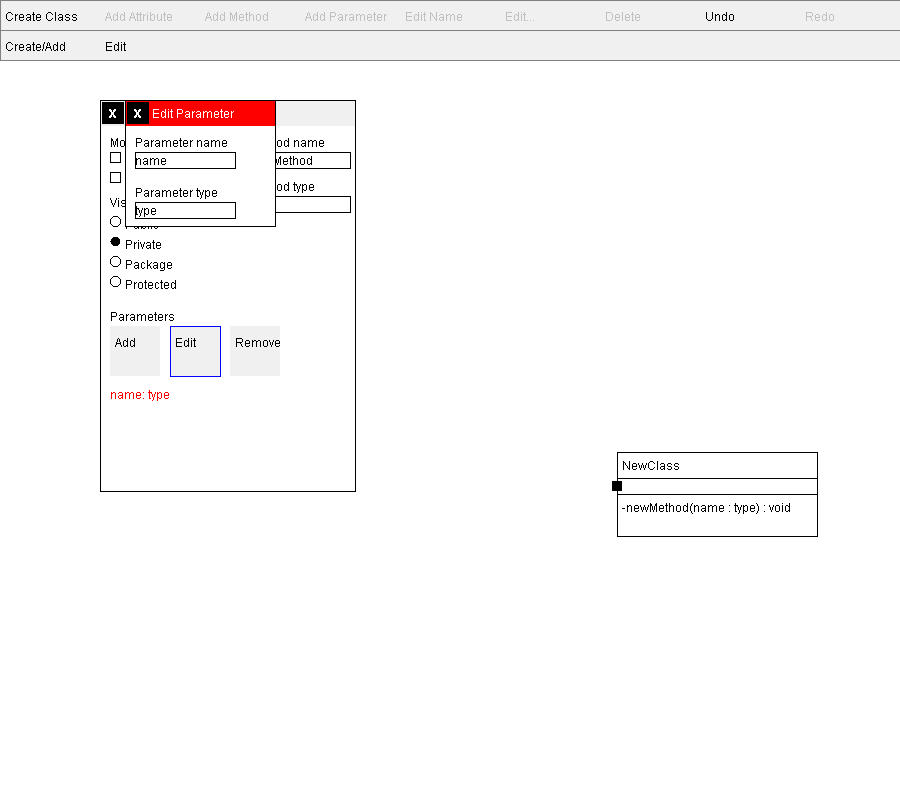 Create Class Add Attribute Add Method Add Parameter Edit Name Edit... Delete Undo Redo
Create/Add Edit
X X Edit Parameter
Mo Parameter name od name
name Method
Parameter type od type
Vis type
Private
Package
Protected
Parameters
Add Edit Remove
name: type
NewClass
-newMethod(name : type) : void